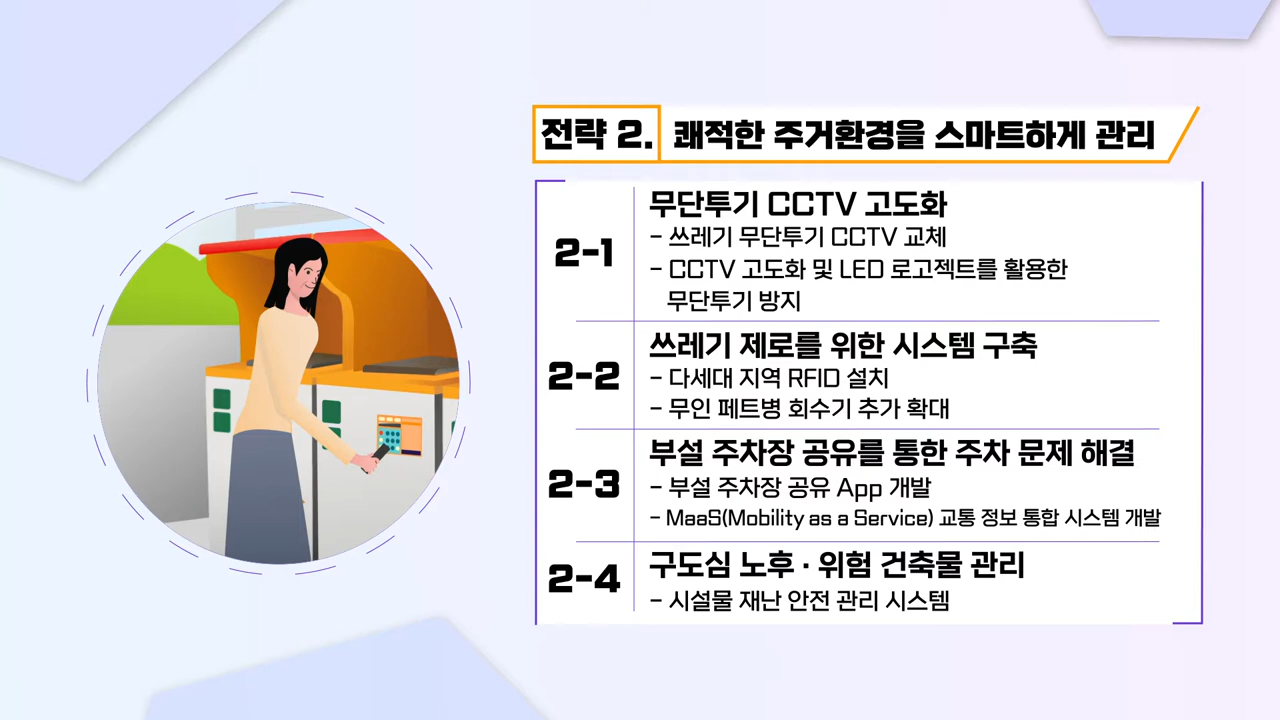 전략 2. 쾌적한 주거환경을 스마트하게 관리
2-1
무단투기 CCTV 고도화
- 쓰레기 무단투기 CCTV 교체
- CCTV 고도화 및 LED 로고젝트를 활용한
무단투기 방지
2-2
쓰레기 제로를 위한 시스템 구축
- 다세대 지역 RFID 설치
- 무인 페트병 회수기 추가 확대
2-3
부설 주차장 공유를 통한 주차 문제 해결
- 부설 주차장 공유 App 개발
- MaaS(Mobility as a Service) 교통 정보 통합 시스템 개발
2-4
구도심 노후 · 위험 건축물 관리
- 시설물 재난 안전 관리 시스템